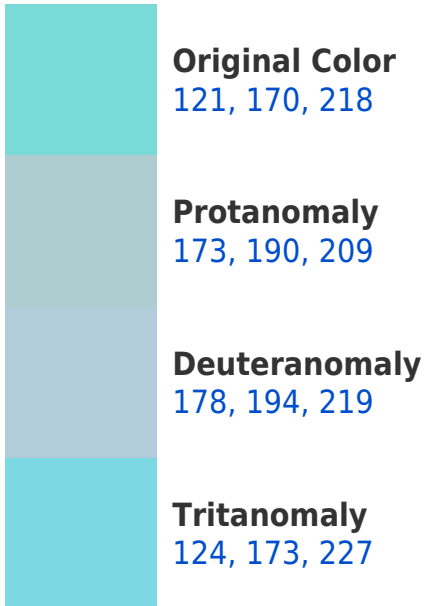 Original Color
121, 170, 218
Protanomaly
173, 190, 209
Deuteranomaly
178, 194, 219
Tritanomaly
124, 173, 227